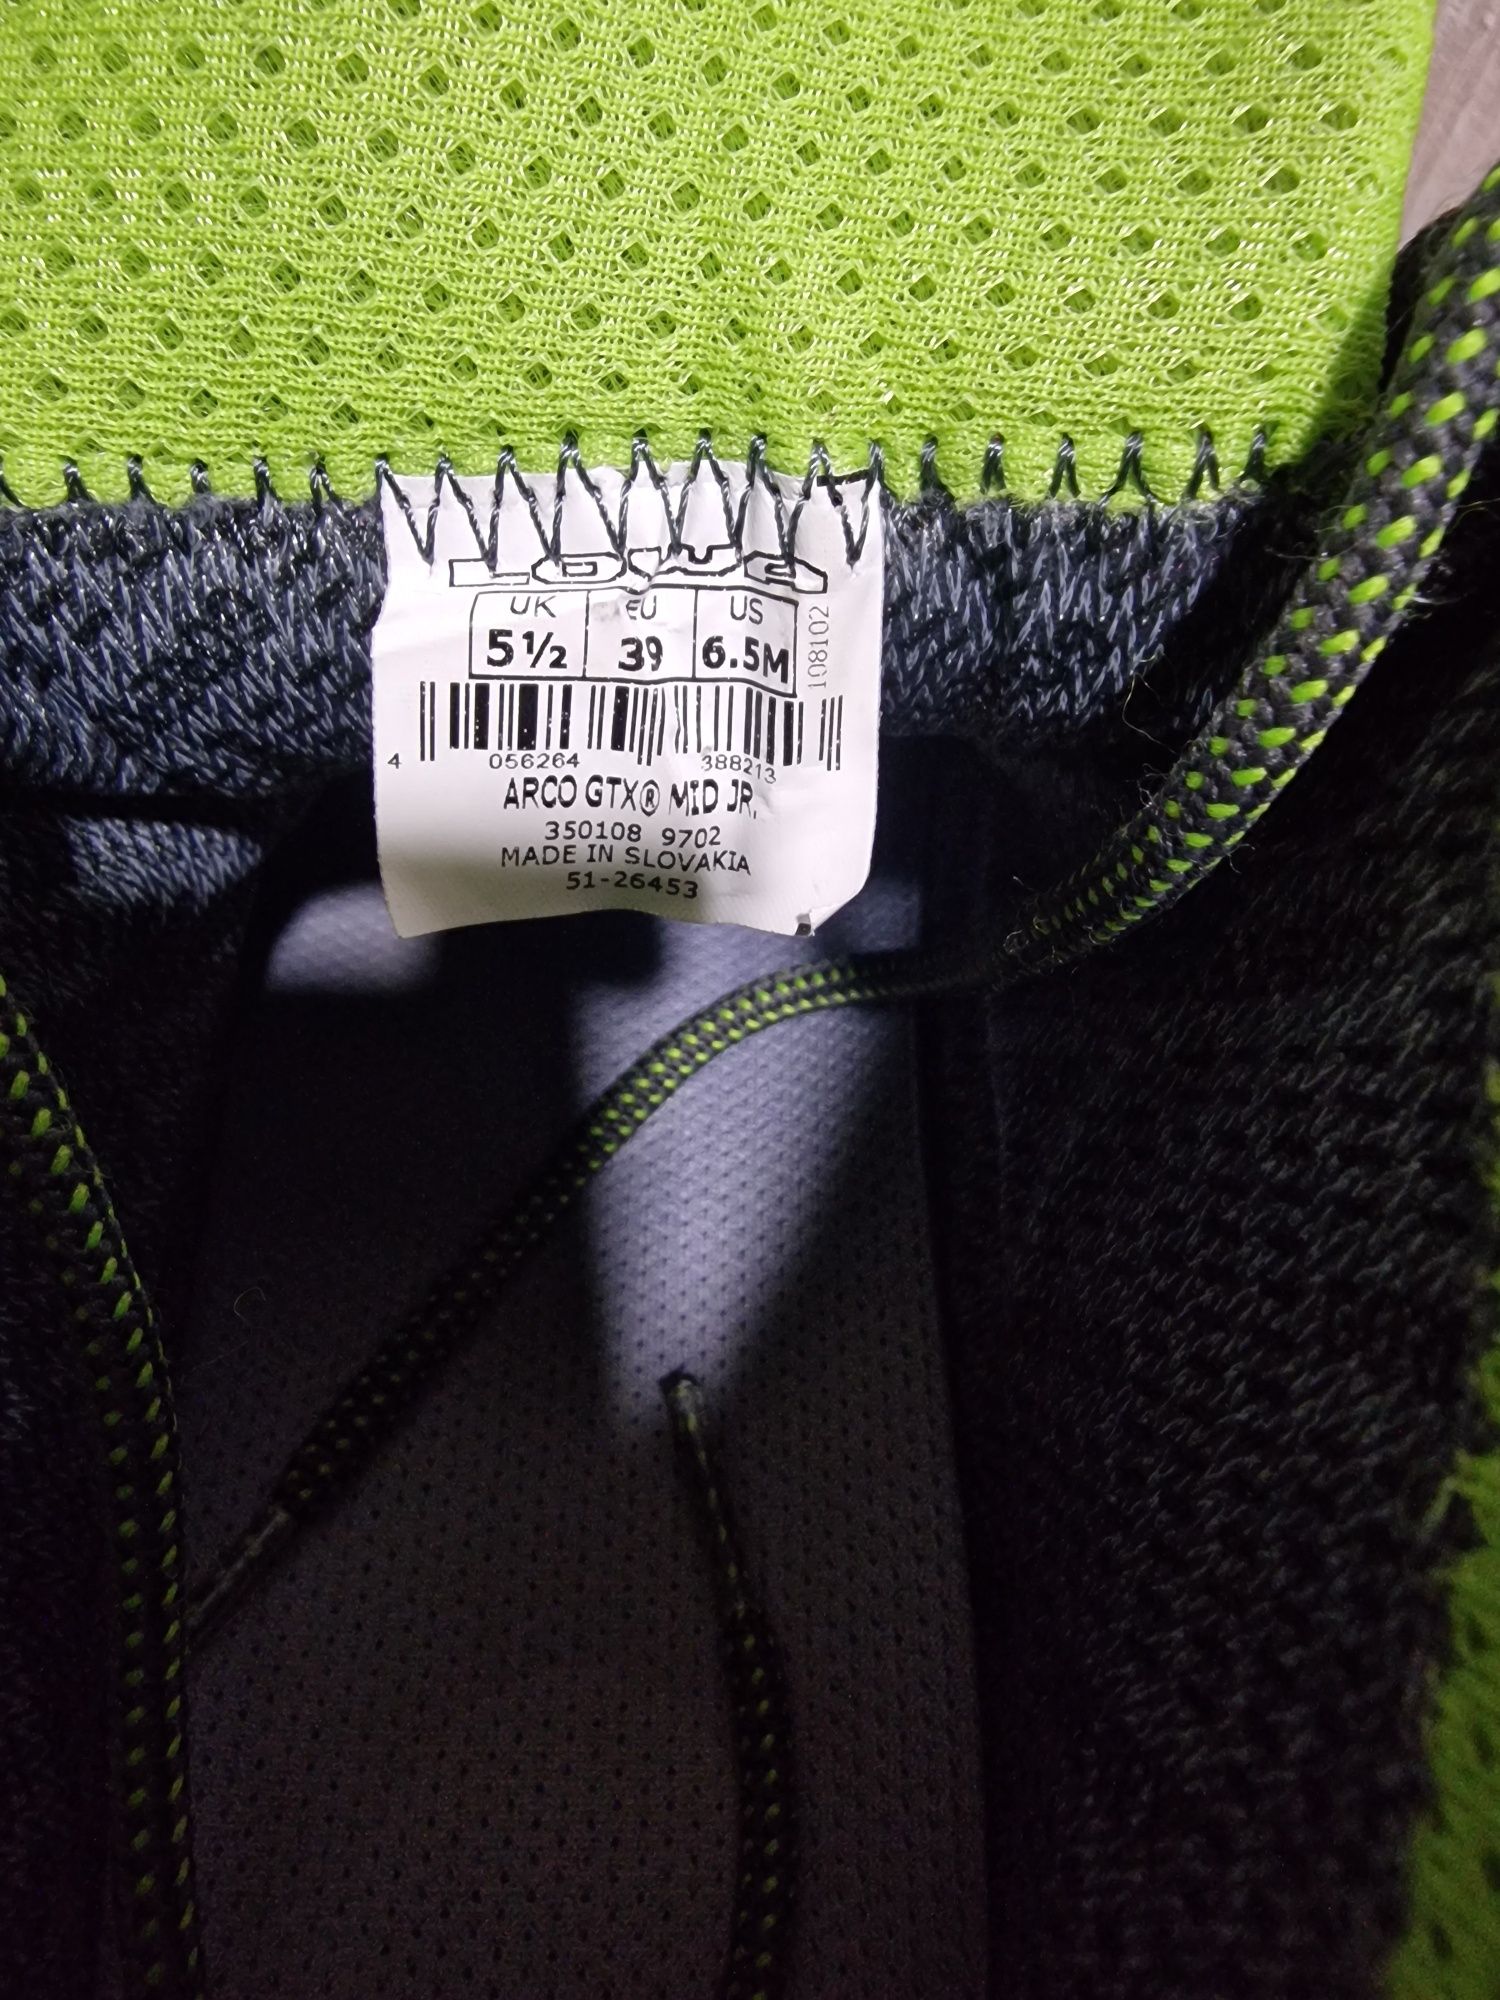 LOWA
UK EU US
5½ 39 6.5M
108102
4 056264 388213
ARCO GTX® MID JR.
350108 9702
MADE IN SLOVAKIA
51-26453